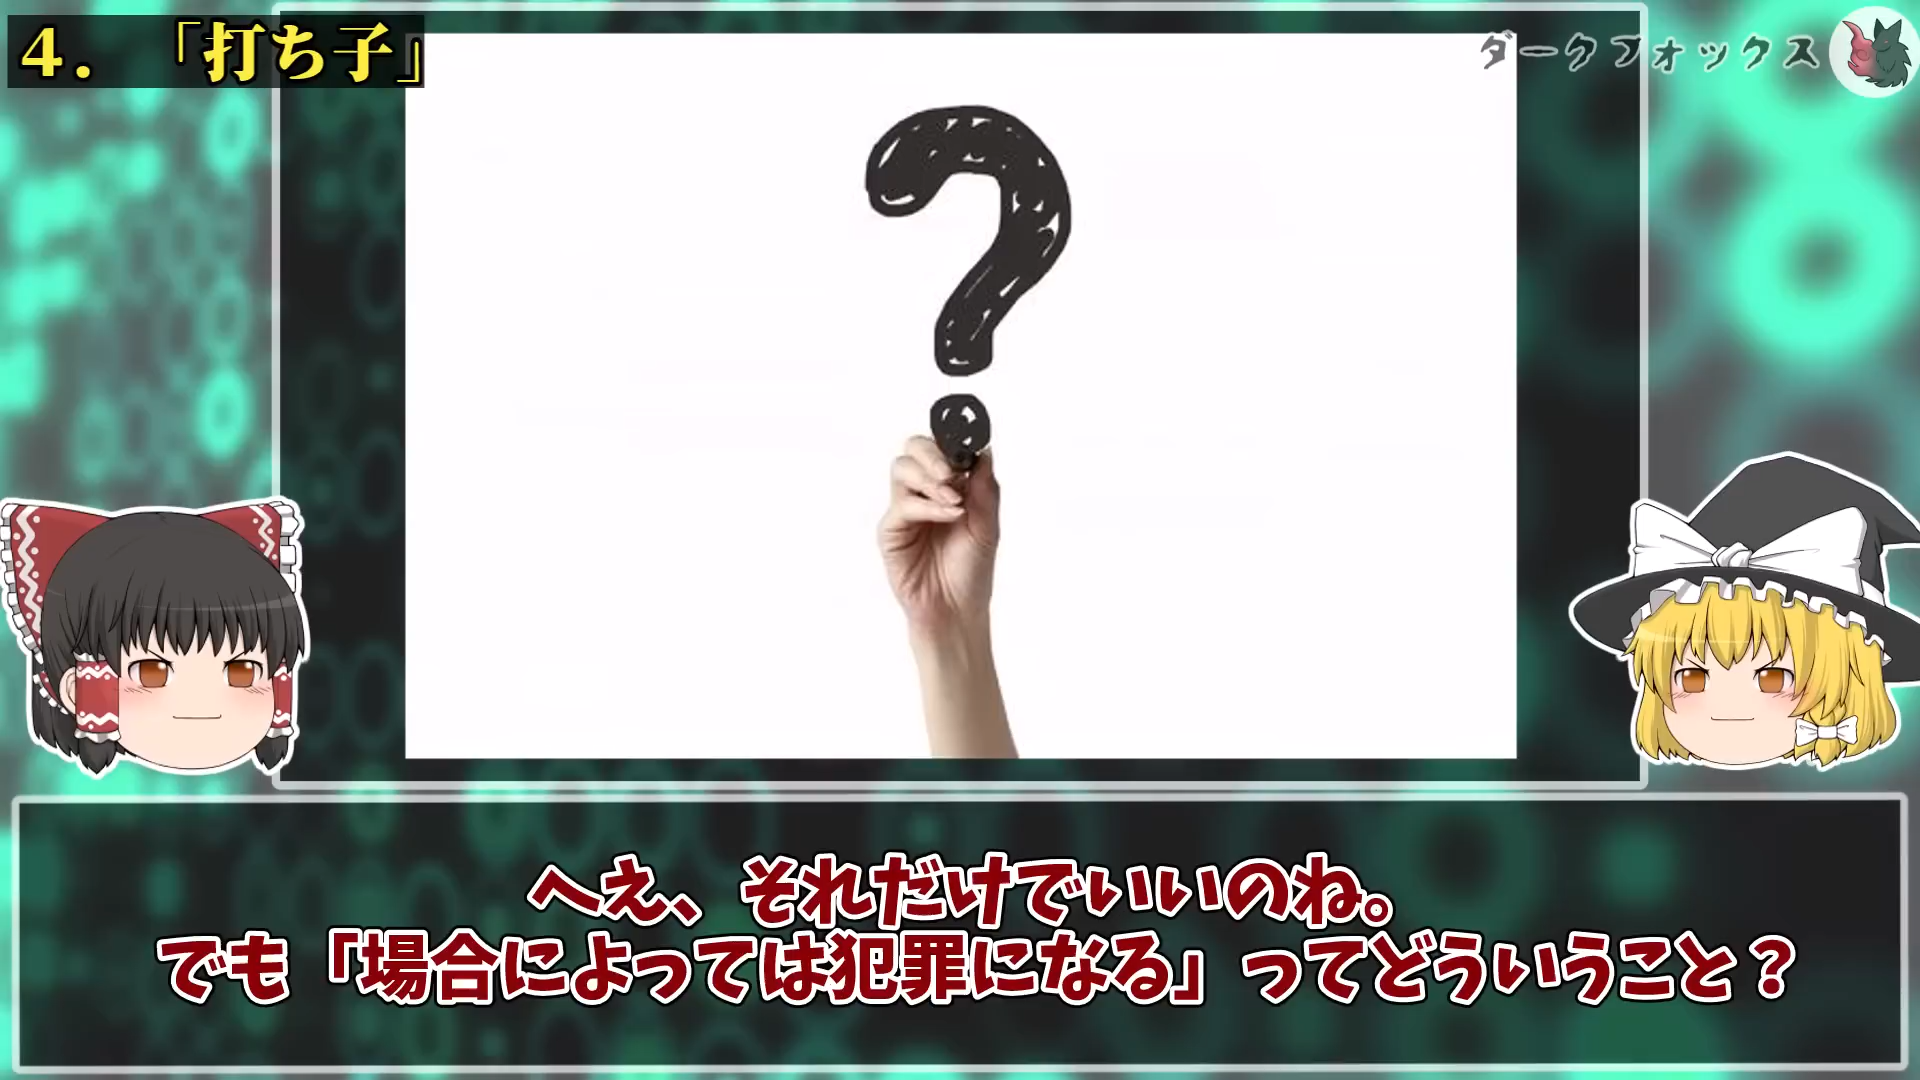 ４．「打ち子」
ダークフォックス
へえ、それだけでいいのね。
でも「場合によっては犯罪になる」ってどういうこと？